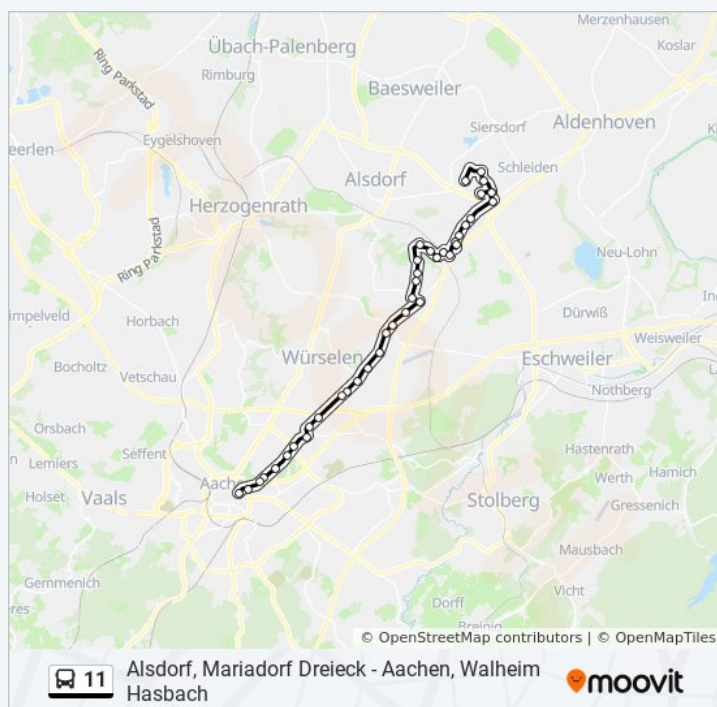 Merzenhausen
Übach-Palenberg
Koslar
Rimburg
Ring Parkstad
Baesweiler
Siersdorf
Aldenhoven
eerlen
Eygelshoven
Schleiden
Alsdorf
Herzogenrath
Ring Parkstad
Neu-Lohn
impelveld
Horbach
Dürwiß
Weisweiler
Würselen
Eschweiler
Bocholtz
Vetschau
Nothberg
Orsbach
Seffent
Hastenrath
Lemiers
Hamich
Aache
Werth
Holset
Vaals
Stolberg
Gressenich
Mausbach
Gemmenich
Vicht
Dorff
Breinig
© OpenStreetMap contributors | © OpenMapTiles
11
Alsdorf, Mariadorf Dreieck - Aachen, Walheim
Hasbach
moovit